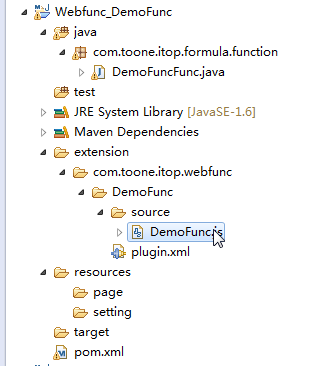 Webfunc_DemoFunc
java
com.toone.itop.formula.function
DemoFuncFunc.java
test
JRE System Library [JavaSE-1.6]
Maven Dependencies
extension
com.toone.itop.webfunc
DemoFunc
source
DemoFunc.js
plugin.xml
resources
page
setting
target
pom.xml